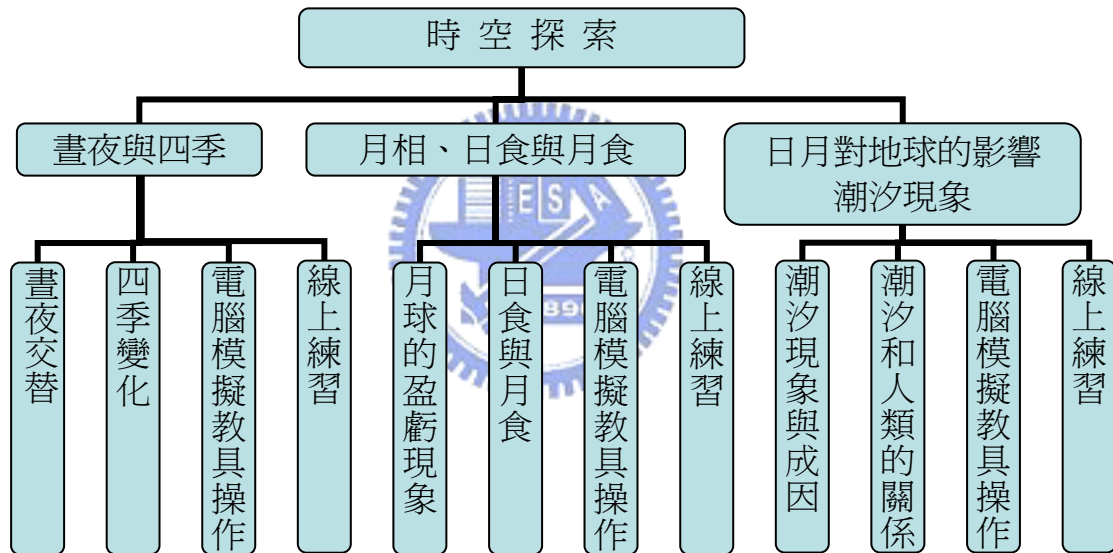 時空探索
晝夜與四季
月相、日食與月食
日月對地球的影響
潮汐現象
晝夜交替
四季變化
電腦模擬教具操作
線上練習
月球的盈虧現象
日食與月食
電腦模擬教具操作
線上練習
潮汐現象與成因
潮汐和人類的關係
電腦模擬教具操作
線上練習
ESA